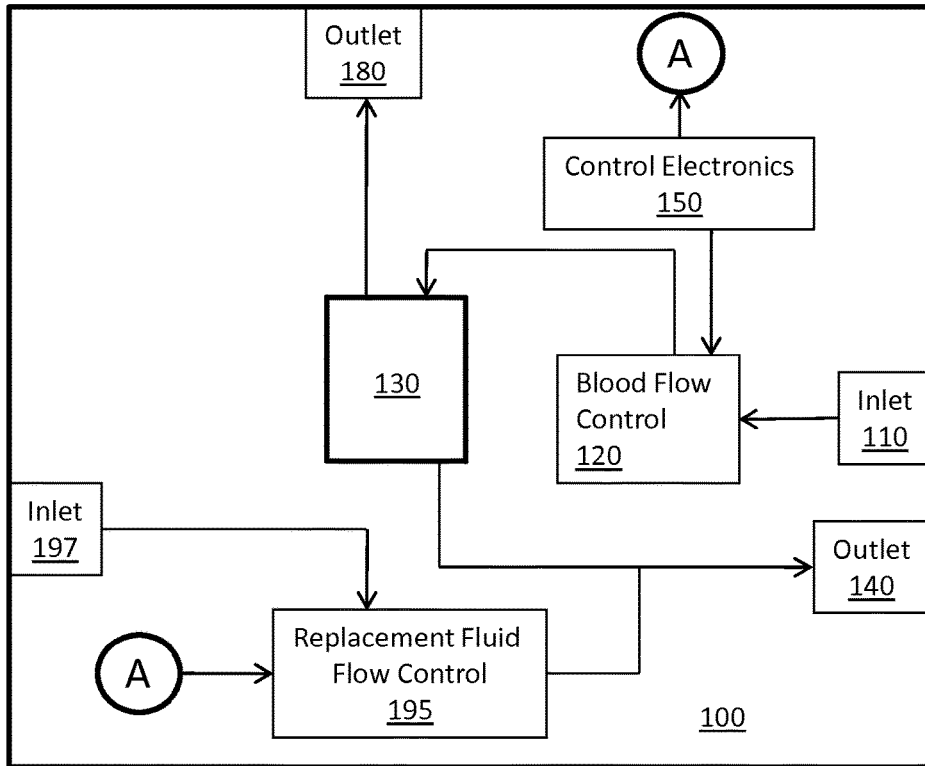 Outlet
180
A
Control Electronics
150
130
Blood Flow
Control
120
Inlet
110
Inlet
197
Outlet
140
A
Replacement Fluid
Flow Control
195
100